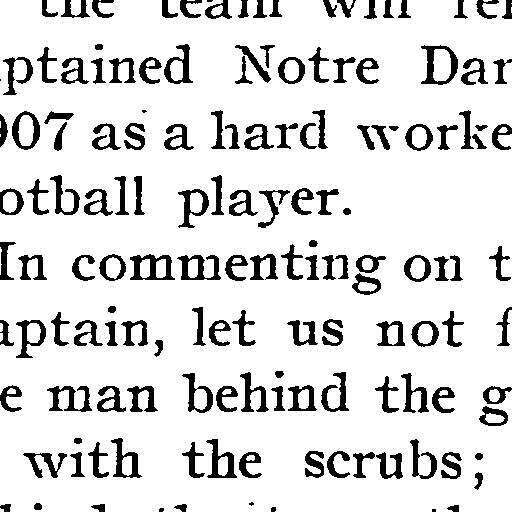 the team will
ptained Notre Dar
907 as a hard worke
otball player.
In commenting on t
aptain, let us not f
e man behind the g
with the scrubs;